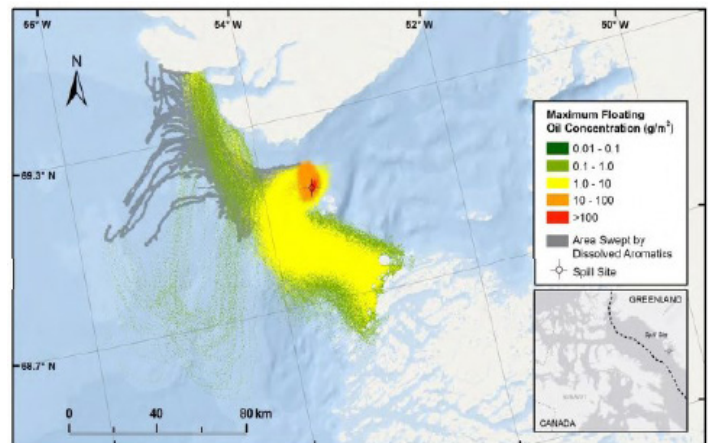 56° W
54° W
52° W
50° W
N
69.3° N
68.7° N
0 40 80 km
Maximum Floating
Oil Concentration (g/m²)
0.01 - 0.1
0.1 - 1.0
1.0 - 10
10 - 100
>100
Area Swept by
Dissolved Aromatics
Spill Site
GREENLAND
Spill Site
CANADA